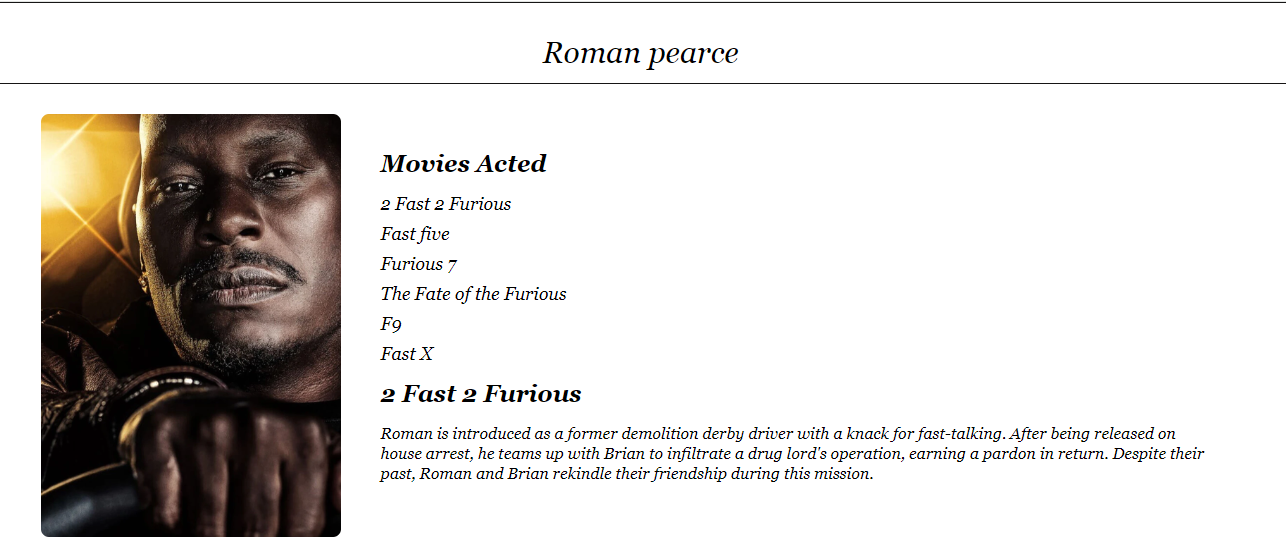 Roman pearce
Movies Acted
2 Fast 2 Furious
Fast five
Furious 7
The Fate of the Furious
F9
Fast X
2 Fast 2 Furious
Roman is introduced as a former demolition derby driver with a knack for fast-talking. After being released on
house arrest, he teams up with Brian to infiltrate a drug lord's operation, earning a pardon in return. Despite their
past, Roman and Brian rekindle their friendship during this mission.